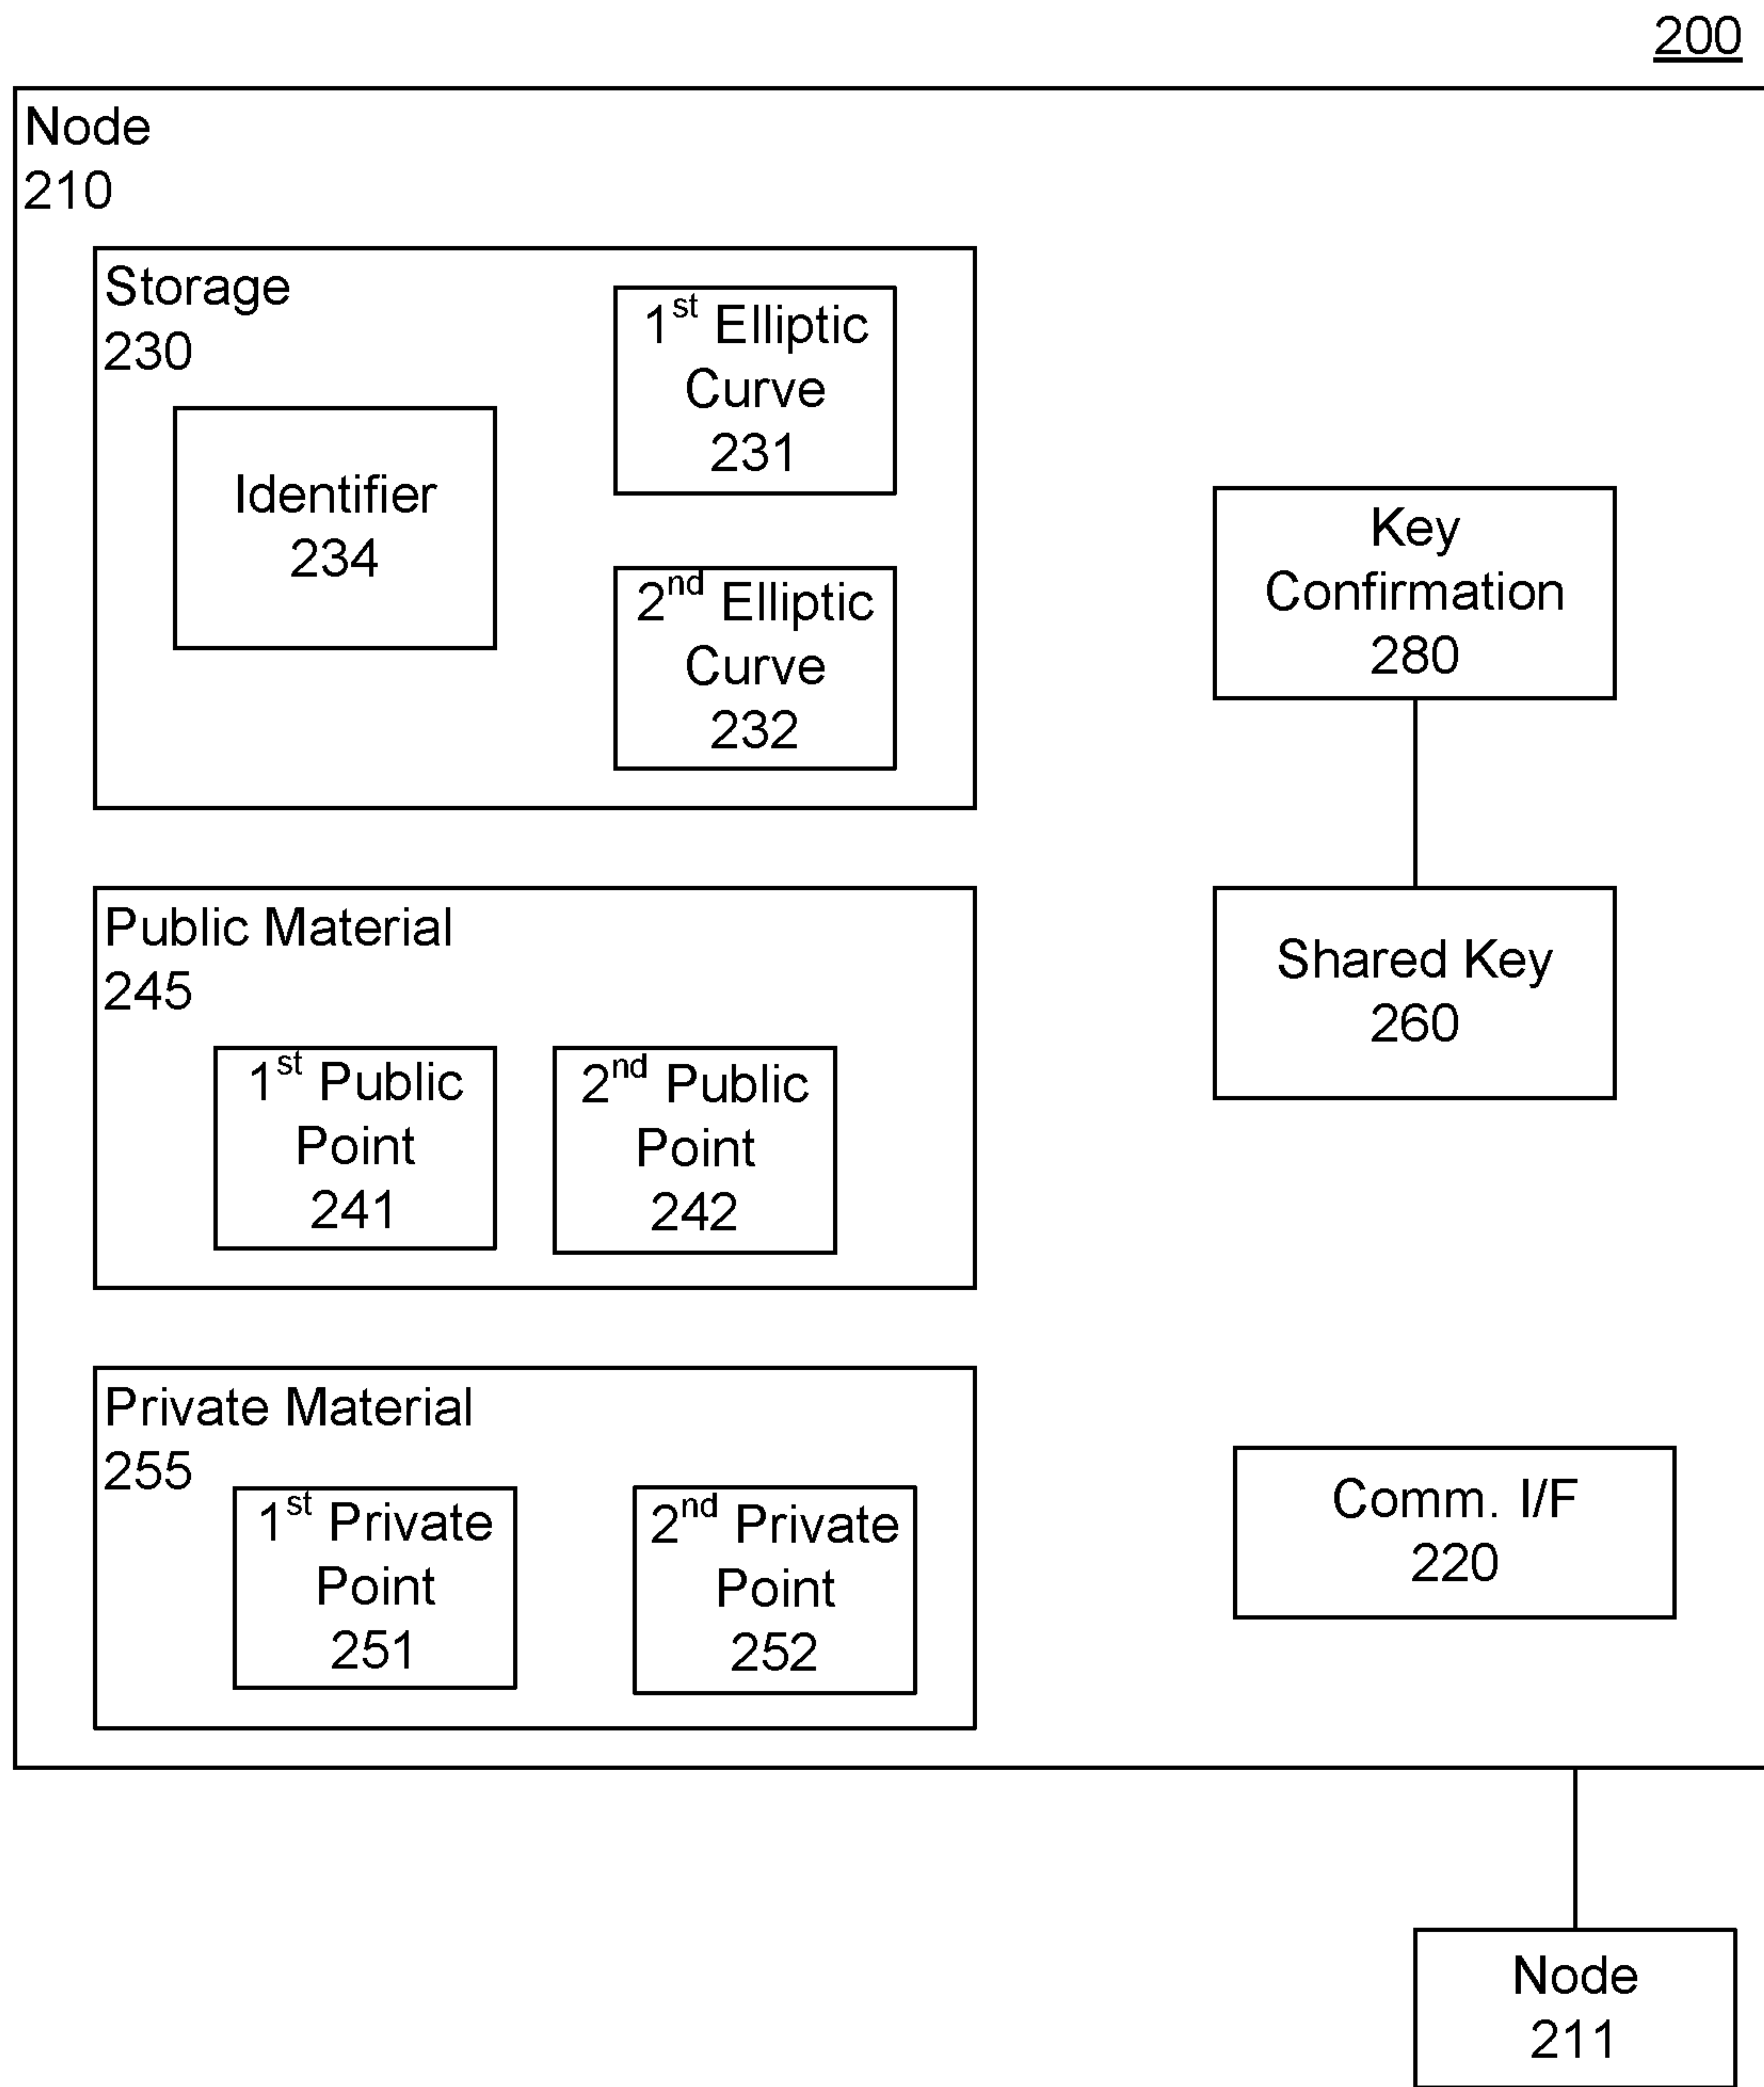 200
Node
210
Storage
230
1st Elliptic
Curve
231
Identifier
234
2nd Elliptic
Curve
232
Key
Confirmation
280
Public Material
245
1st Public
Point
241
2nd Public
Point
242
Shared Key
260
Private Material
255
1st Private
Point
251
2nd Private
Point
252
Comm. I/F
220
Node
211